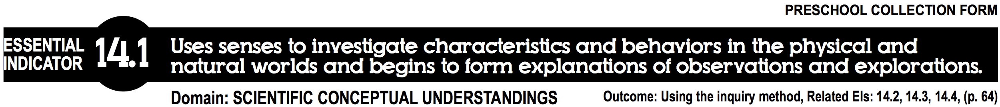 PRESCHOOL COLLECTION FORM
ESSENTIAL
INDICATOR
14.1
Uses senses to investigate characteristics and behaviors in the physical and
natural worlds and begins to form explanations of observations and explorations.
Domain: SCIENTIFIC CONCEPTUAL UNDERSTANDINGS
Outcome: Using the inquiry method, Related EIs: 14.2, 14.3, 14.4, (p. 64)